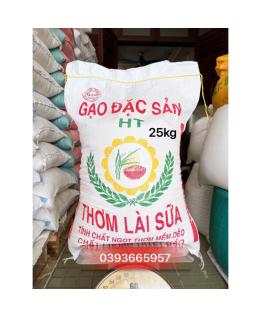 GẠO ĐẶC SẢN
HT
25kg
THƠM LÀI SỮA
TÍNH CHẤT NGỌT THƠM MỀM DẺO
0393665957